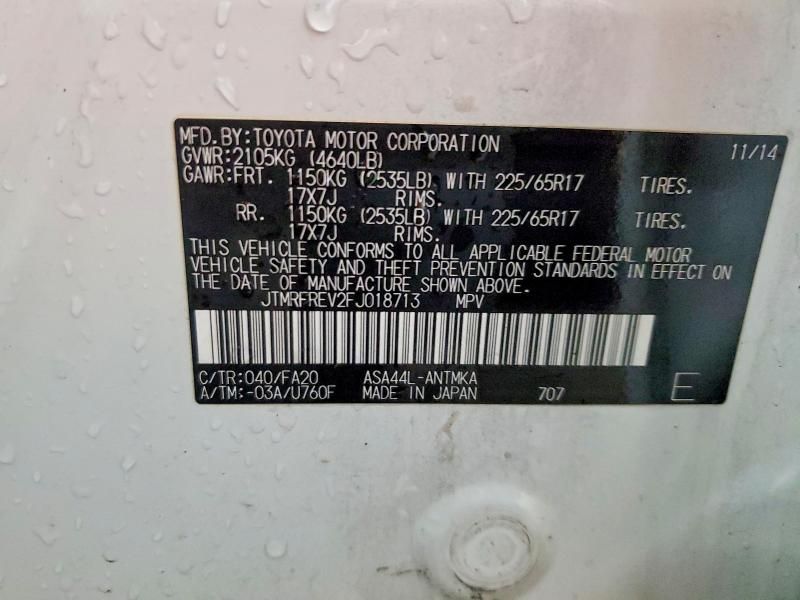 MFD. BY: TOYOTA MOTOR CORPORATION 11/14
GVWR: 2105KG (4640LB)
GAWR: FRT. 1150KG (2535LB) WITH 225/65R17 TIRES.
17X7J RIMS.
RR. 1150KG (2535LB) WITH 225/65R17 TIRES.
17X7J RIMS.
THIS VEHICLE CONFORMS TO ALL APPLICABLE FEDERAL MOTOR
VEHICLE SAFETY AND THEFT PREVENTION STANDARDS IN EFFECT ON
THE DATE OF MANUFACTURE SHOWN ABOVE.
JTMRFREV2FJ018713 MPV
C/TR: 040/FA20 ASA44L-ANTMKA
A/TM: -03A/U760F MADE IN JAPAN 707 E